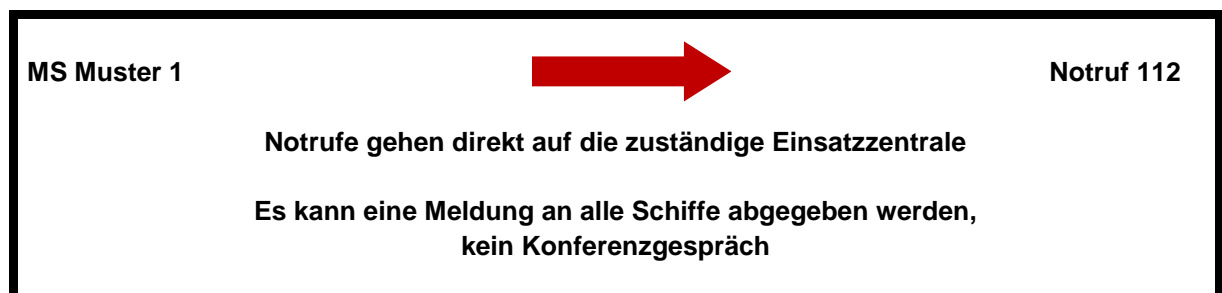 MS Muster 1
Notruf 112
Notrufe gehen direkt auf die zuständige Einsatzzentrale
Es kann eine Meldung an alle Schiffe abgegeben werden,
kein Konferenzgespräch